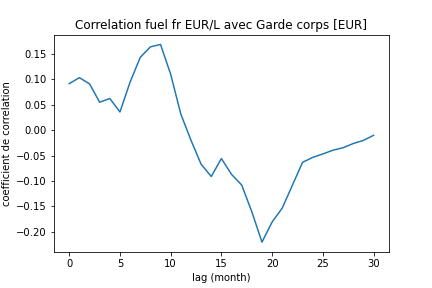 Correlation fuel fr EUR/L avec Garde corps [EUR]
coefficient de correlation
0.15
0.10
0.05
0.00
−0.05
−0.10
−0.15
−0.20
0 5 10 15 20 25 30
lag (month)